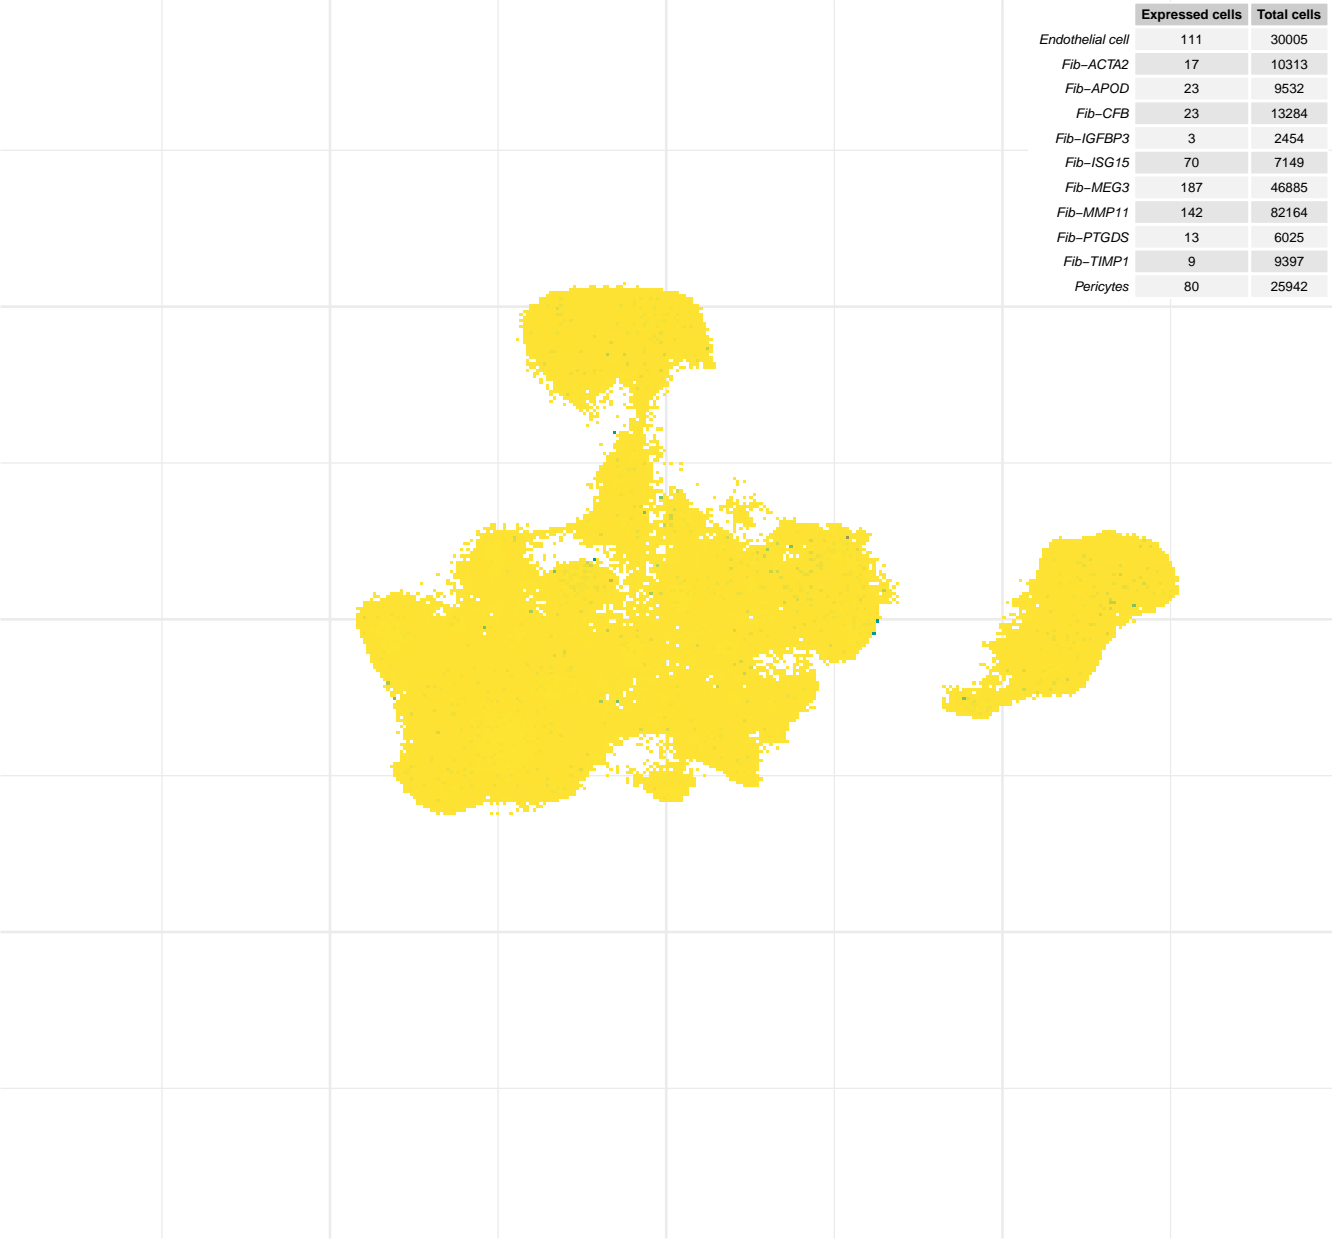 Expressed cells Total cells
Endothelial cell 111 30005
Fib−ACTA2 17 10313
Fib−APOD 23 9532
Fib−CFB 23 13284
Fib−IGFBP3 3 2454
Fib−ISG15 70 7149
Fib−MEG3 187 46885
Fib−MMP11 142 82164
Fib−PTGDS 13 6025
Fib−TIMP1 9 9397
Pericytes 80 25942